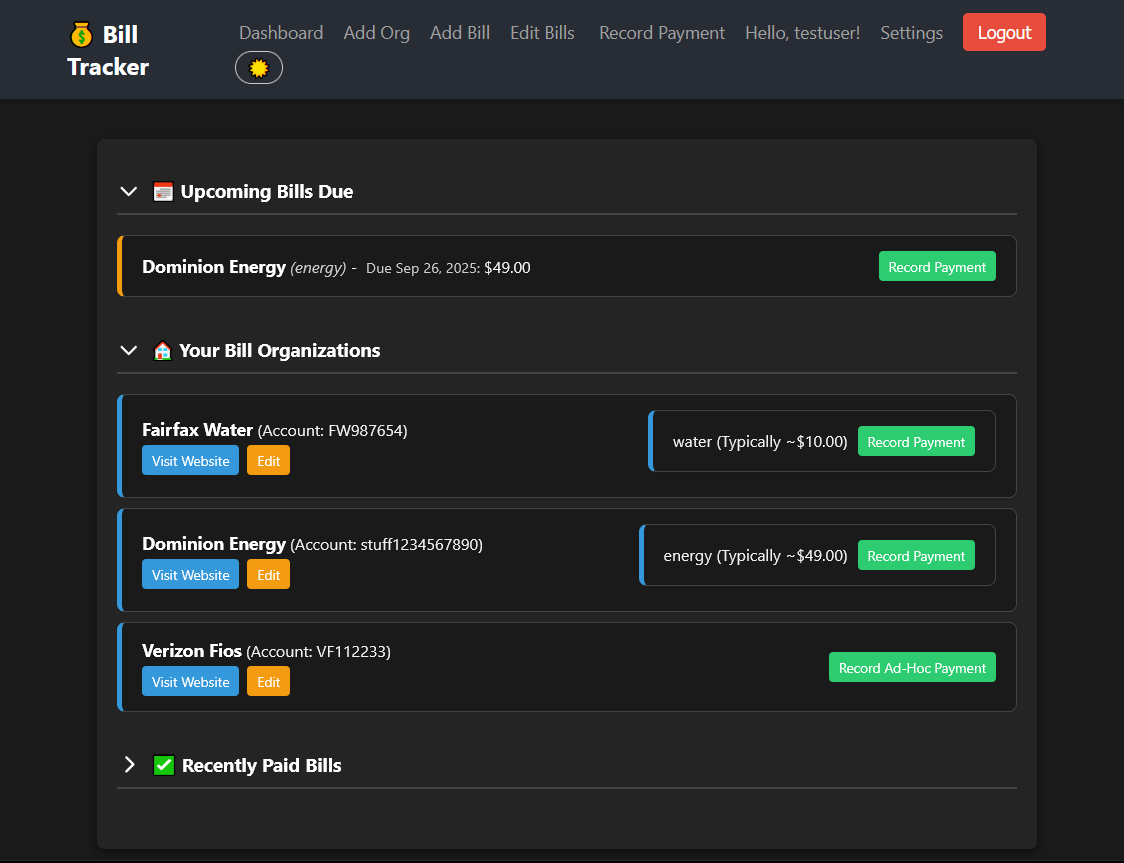 Bill Tracker
Dashboard Add Org Add Bill Edit Bills Record Payment Hello, testuser! Settings Logout
Upcoming Bills Due
Dominion Energy (energy) - Due Sep 26, 2025: $49.00 Record Payment
Your Bill Organizations
Fairfax Water (Account: FW987654)
Visit Website Edit
water (Typically ~$10.00) Record Payment
Dominion Energy (Account: stuff1234567890)
Visit Website Edit
energy (Typically ~$49.00) Record Payment
Verizon Fios (Account: VF112233)
Visit Website Edit
Record Ad-Hoc Payment
Recently Paid Bills